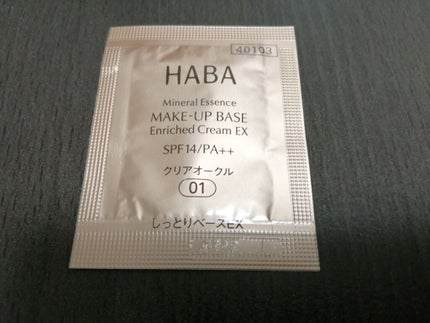 40103
HABA
Mineral Essence
MAKE-UP BASE
Enriched Cream EX
SPF14/PA++
クリアオークル
01
しっとりベースEX